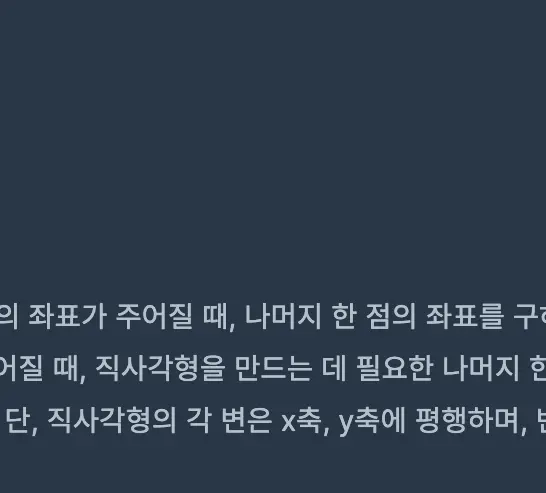 의 좌표가 주어질 때, 나머지 한 점의 좌표를 구
어질 때, 직사각형을 만드는 데 필요한 나머지 한
단, 직사각형의 각 변은 x축, y축에 평행하며,